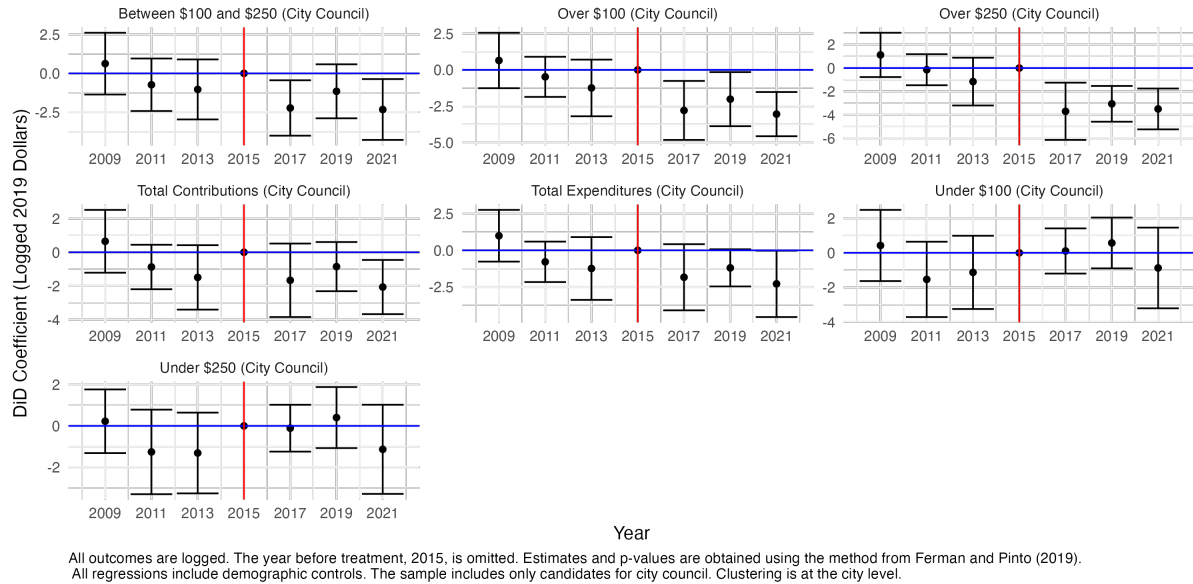 Between $100 and $250 (City Council)
Over $100 (City Council)
Over $250 (City Council)
2.5
0.0
-2.5
2009 2011 2013 2015 2017 2019 2021
2.5
0.0
-2.5
-5.0
2009 2011 2013 2015 2017 2019 2021
2
0
-2
-4
-6
2009 2011 2013 2015 2017 2019 2021
Total Contributions (City Council)
Total Expenditures (City Council)
Under $100 (City Council)
2
0
-2
-4
2009 2011 2013 2015 2017 2019 2021
2.5
0.0
-2.5
2009 2011 2013 2015 2017 2019 2021
2
0
-2
-4
2009 2011 2013 2015 2017 2019 2021
Under $250 (City Council)
2
0
-2
2009 2011 2013 2015 2017 2019 2021
DiD Coefficient (Logged 2019 Dollars)
Year
All outcomes are logged. The year before treatment, 2015, is omitted. Estimates and p-values are obtained using the method from Ferman and Pinto (2019).
All regressions include demographic controls. The sample includes only candidates for city council. Clustering is at the city level.